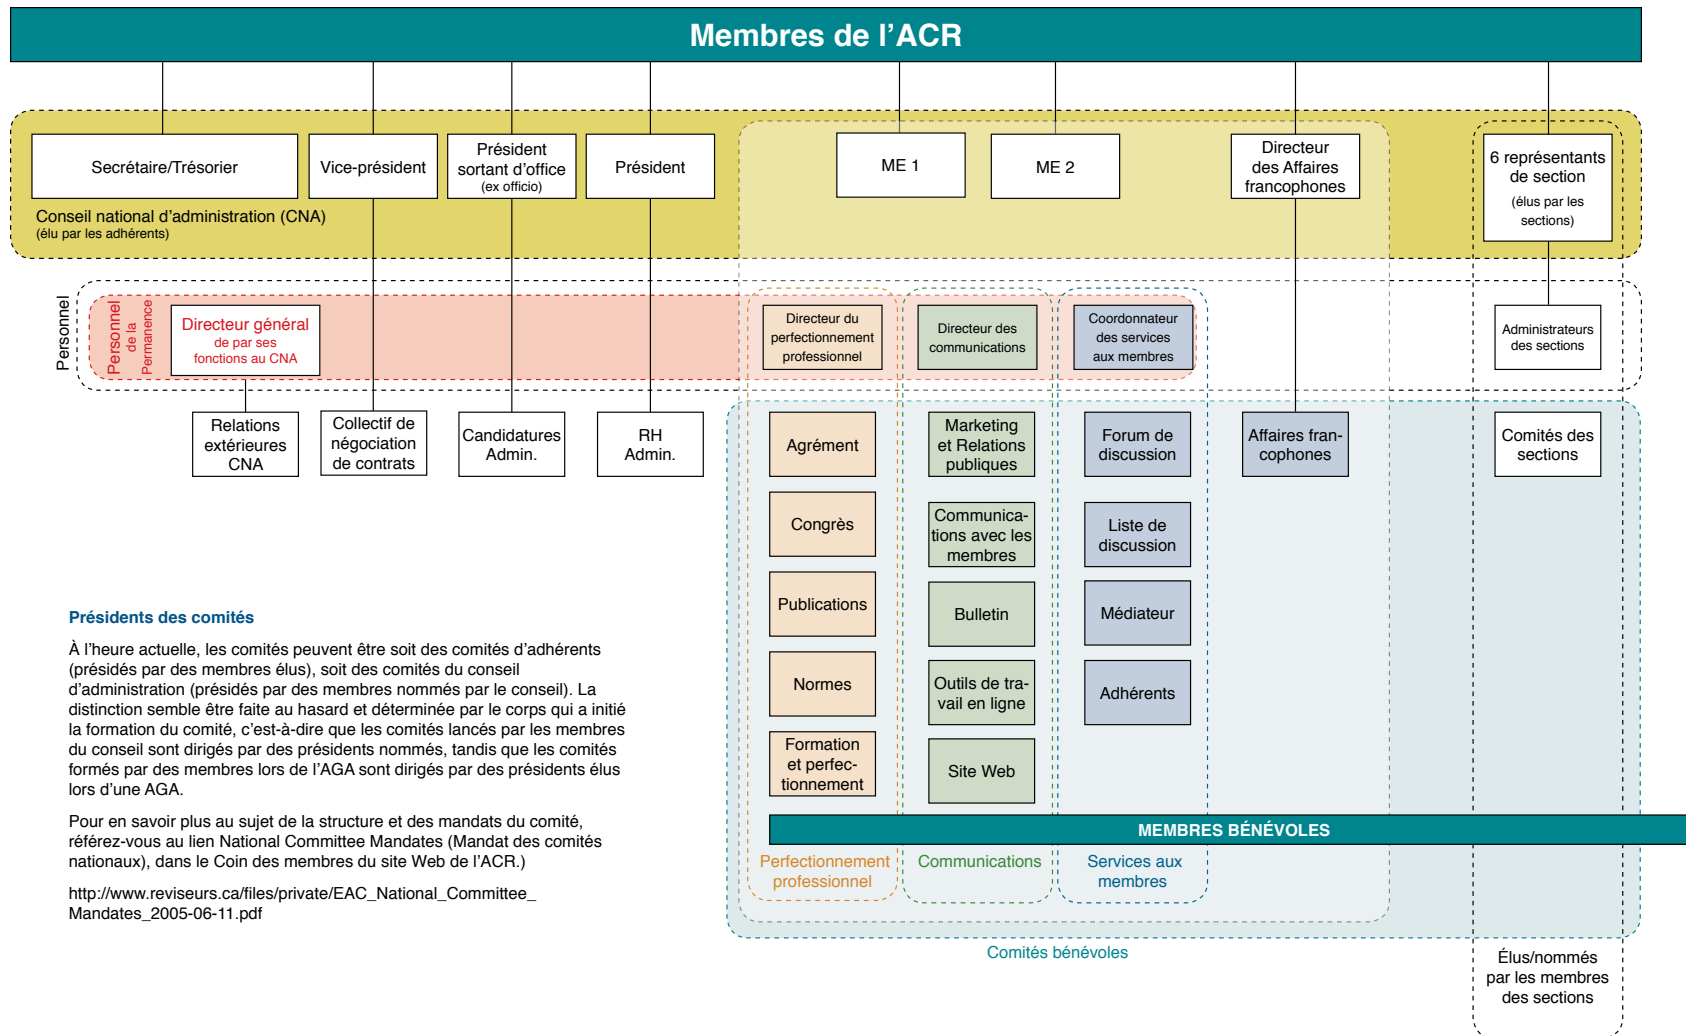 Membres de l'ACR
Secrétaire/Trésorier
Vice-président
Président
sortant d'office
(ex officio)
Président
ME 1
ME 2
Directeur
des Affaires
francophones
6 représentants
de section
(élus par les
sections)
Conseil national d'administration (CNA)
(élu par les adhérents)
Personnel
Personnel
de la
Permanence
Directeur général
de par ses
fonctions au CNA
Directeur du
perfectionnement
professionnel
Directeur des
communications
Coordonnateur
des services
aux membres
Administrateurs
des sections
Relations
extérieures
CNA
Collectif de
négociation
de contrats
Candidatures
Admin.
RH
Admin.
Agrément
Marketing
et Relations
publiques
Forum de
discussion
Affaires fran-
cophones
Comités des
sections
Congrès
Communica-
tions avec les
membres
Liste de
discussion
Publications
Bulletin
Médiateur
Normes
Outils de tra-
vail en ligne
Adhérents
Formation
et perfec-
tionnement
Site Web
MEMBRES BÉNÉVOLES
Perfectionnement
professionnel
Communications
Services aux
membres
Comités bénévoles
Élus/nommés
par les membres
des sections
Présidents des comités
À l'heure actuelle, les comités peuvent être soit des comités d'adhérents
(présidés par des membres élus), soit des comités du conseil
d'administration (présidés par des membres nommés par le conseil). La
distinction semble être faite au hasard et déterminée par le corps qui a initié
la formation du comité, c'est-à-dire que les comités lancés par les membres
du conseil sont dirigés par des présidents nommés, tandis que les comités
formés par des membres lors de l'AGA sont dirigés par des présidents élus
lors d'une AGA.
Pour en savoir plus au sujet de la structure et des mandats du comité,
référez-vous au lien National Committee Mandates (Mandat des comités
nationaux), dans le Coin des membres du site Web de l'ACR.)
http://www.reviseurs.ca/files/private/EAC_National_Committee_
Mandates_2005-06-11.pdf